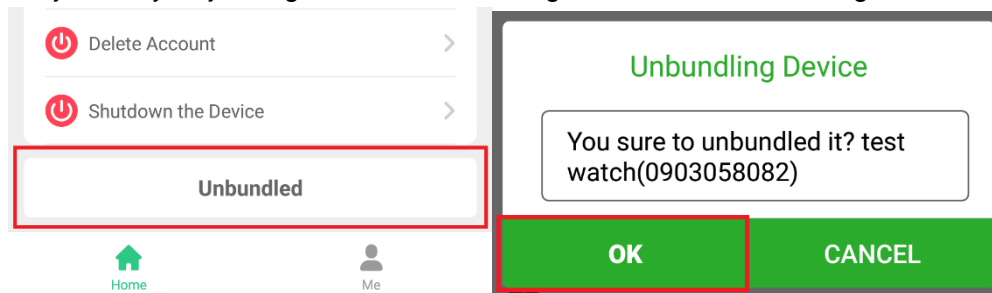 Delete Account
Shutdown the Device
Unbundled
Home
Me
Unbundling Device
You sure to unbundled it? test
watch(0903058082)
OK
CANCEL